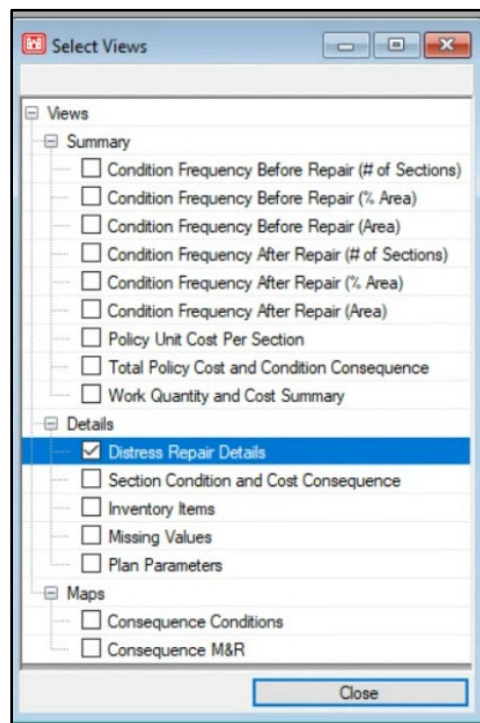 Select Views
Views
Summary
Condition Frequency Before Repair (# of Sections)
Condition Frequency Before Repair (% Area)
Condition Frequency Before Repair (Area)
Condition Frequency After Repair (# of Sections)
Condition Frequency After Repair (% Area)
Condition Frequency After Repair (Area)
Policy Unit Cost Per Section
Total Policy Cost and Condition Consequence
Work Quantity and Cost Summary
Details
Distress Repair Details
Section Condition and Cost Consequence
Inventory Items
Missing Values
Plan Parameters
Maps
Consequence Conditions
Consequence M&R
Close